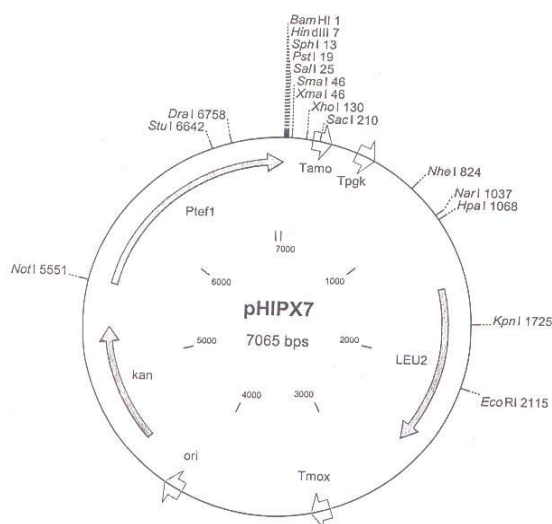 BamHI 1
HindIII 7
SphI 13
PstI 19
SalI 25
SmaI 46
XmaI 46
XhoI 130
SacI 210
DraI 6758
StuI 6642
Tamo
Tpgk
NheI 824
NarI 1037
HpaI 1068
Ptef1
7000
1000
6000
NotI 5551
pHIPX7
7065 bps
KpnI 1725
5000
2000
LEU2
kan
EcoRI 2115
4000
3000
ori
Tmox